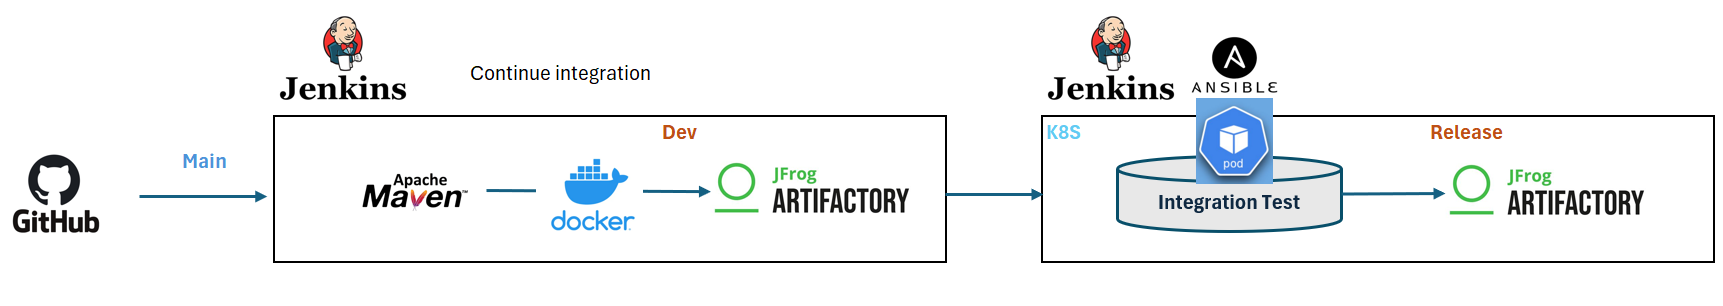 Jenkins
Continue integration
Jenkins
ANSIBLE
Main
Dev
K8S
pod
Release
GitHub
Apache
Maven™
docker
JFrog
ARTIFACTORY
Integration Test
JFrog
ARTIFACTORY